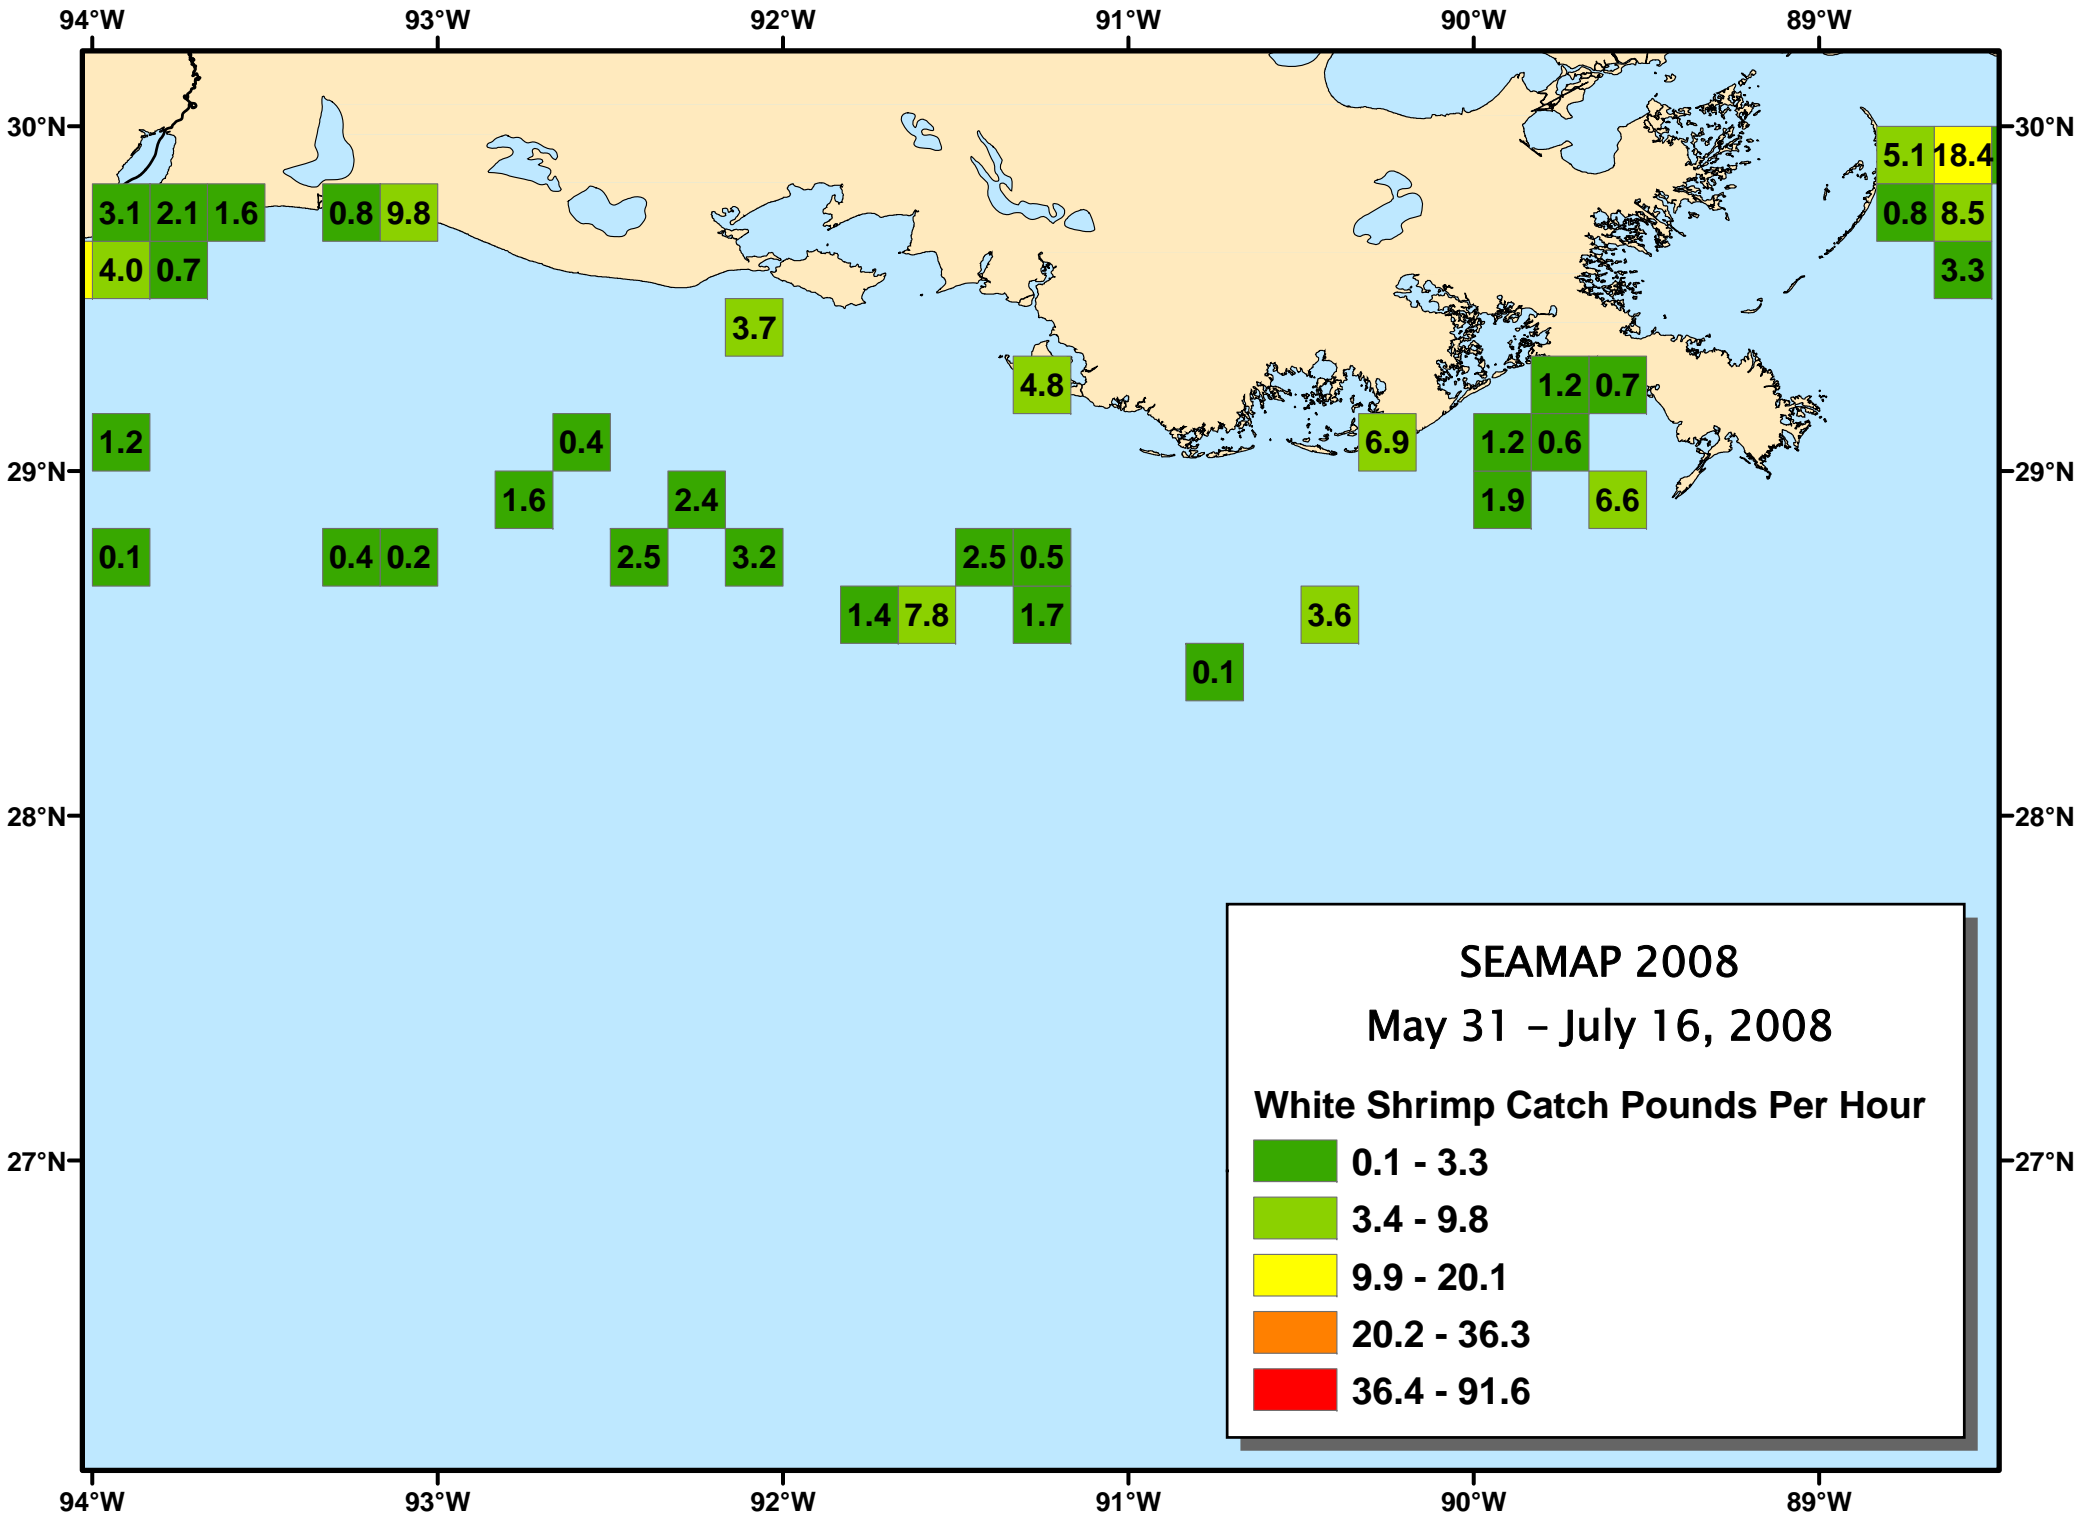 94°W 93°W 92°W 91°W 90°W 89°W
30°N 30°N
5.1 18.4
3.1 2.1 1.6 0.8 9.8 0.8 8.5
4.0 0.7 3.3
3.7
4.8 1.2 0.7
1.2 0.4 6.9 1.2 0.6
29°N 29°N
1.6 2.4 1.9 6.6
0.1 0.4 0.2 2.5 3.2 2.5 0.5
1.4 7.8 1.7 3.6
0.1
28°N 28°N
SEAMAP 2008
May 31 – July 16, 2008
White Shrimp Catch Pounds Per Hour
0.1 - 3.3
27°N 27°N
3.4 - 9.8
9.9 - 20.1
20.2 - 36.3
36.4 - 91.6
94°W 93°W 92°W 91°W 90°W 89°W